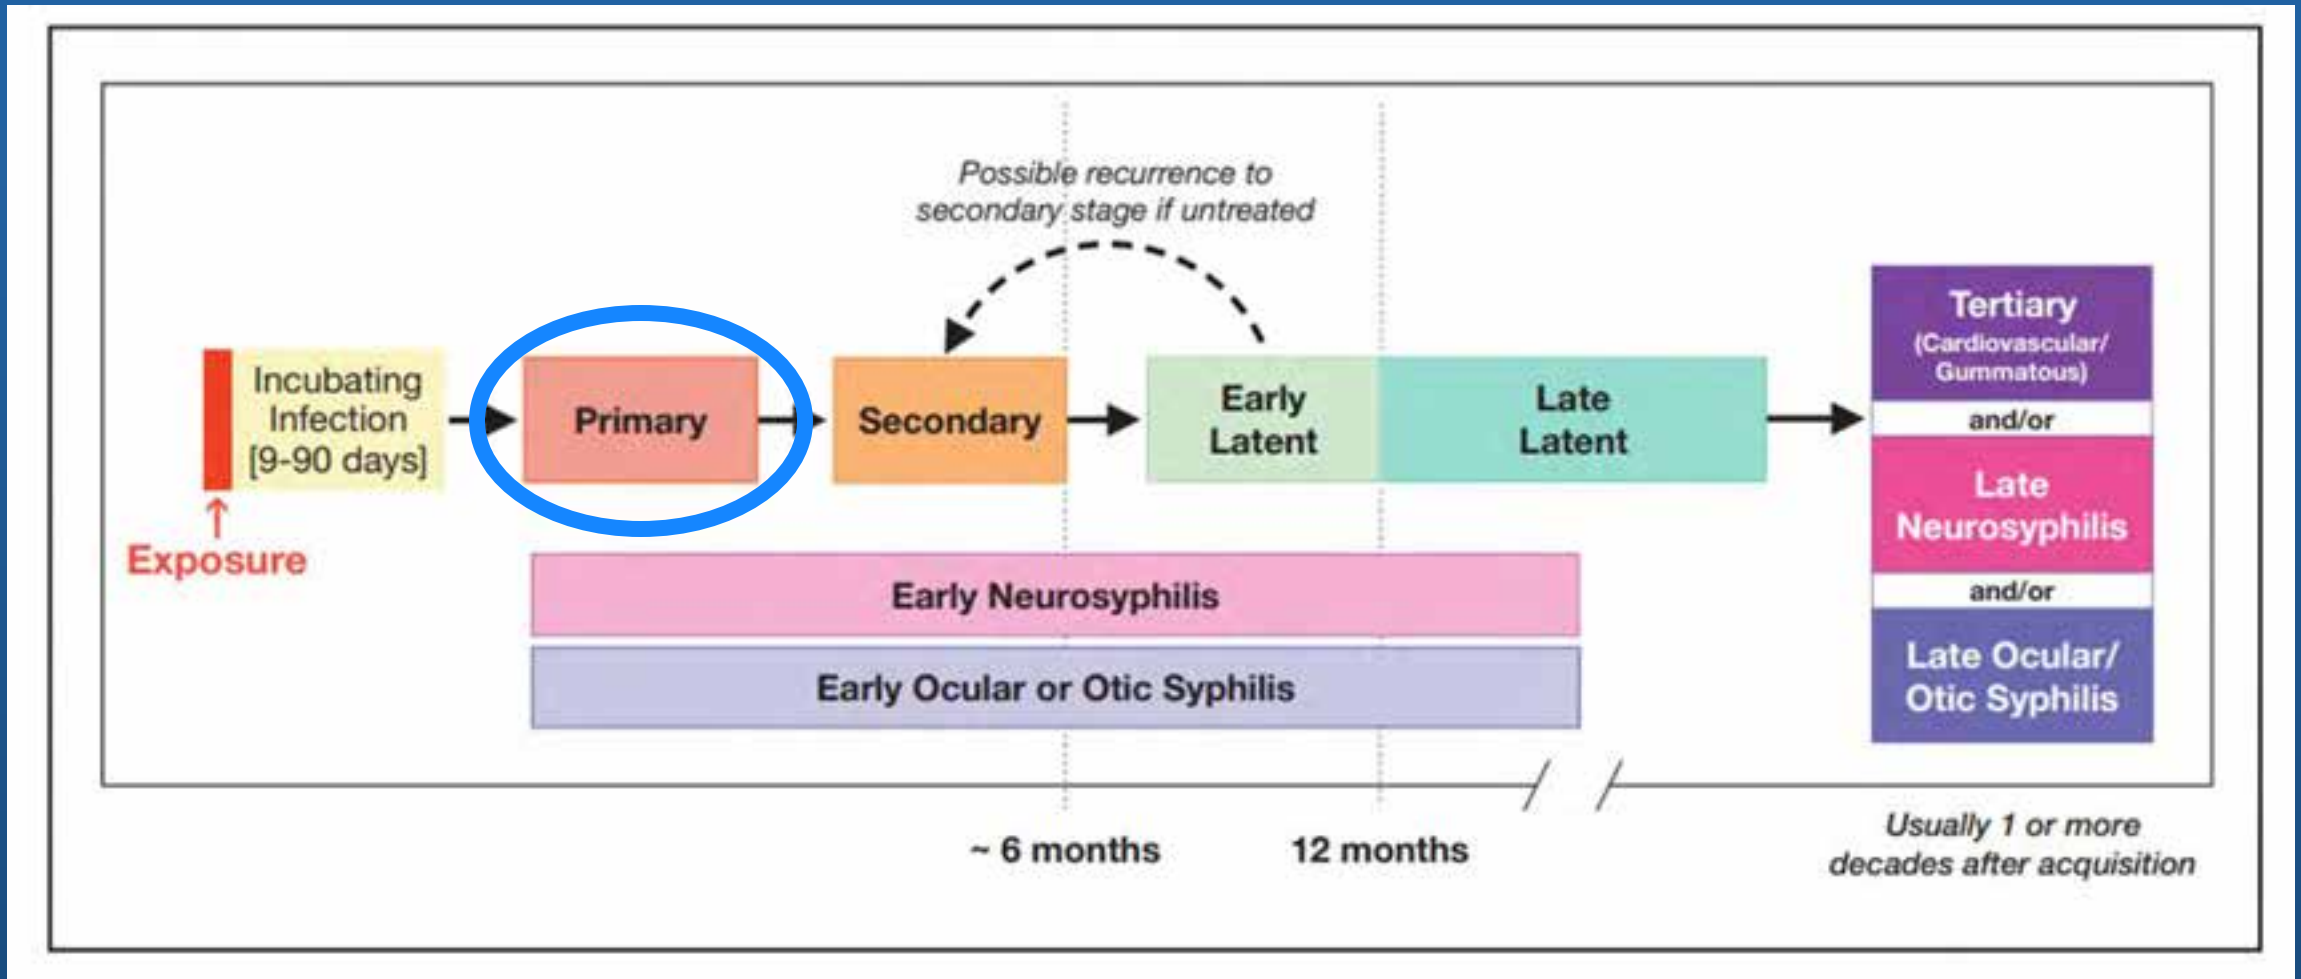 Possible recurrence to
secondary stage if untreated
Incubating
Infection
[9-90 days]
Exposure
Primary
Secondary
Early
Latent
Late
Latent
Tertiary
(Cardiovascular/
Gummatous)
and/or
Late
Neurosyphilis
and/or
Late Ocular/
Otic Syphilis
Early Neurosyphilis
Early Ocular or Otic Syphilis
~ 6 months
12 months
Usually 1 or more
decades after acquisition